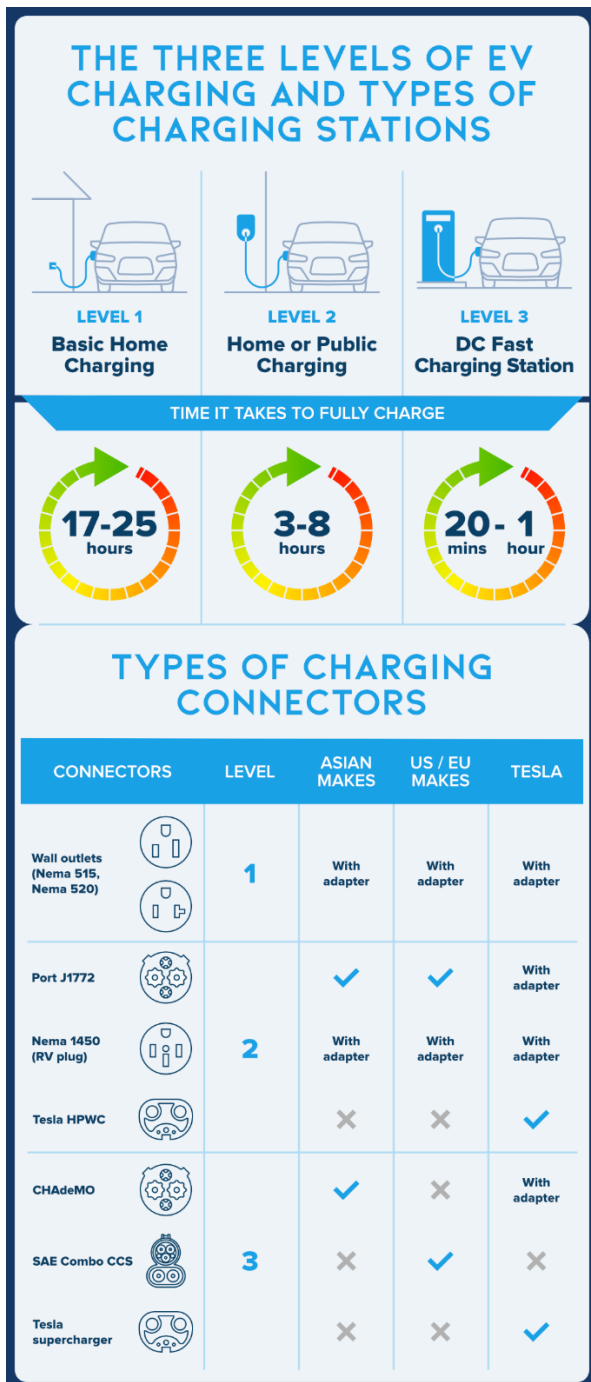 THE THREE LEVELS OF EV
CHARGING AND TYPES OF
CHARGING STATIONS
LEVEL 1
Basic Home
Charging
LEVEL 2
Home or Public
Charging
LEVEL 3
DC Fast
Charging Station
TIME IT TAKES TO FULLY CHARGE
17-25
hours
3-8
hours
20 - 1
mins hour
TYPES OF CHARGING
CONNECTORS
CONNECTORS
LEVEL
ASIAN
MAKES
US / EU
MAKES
TESLA
Wall outlets
(Nema 515,
Nema 520)
1
With
adapter
With
adapter
With
adapter
Port J1772
With
adapter
Nema 1450
(RV plug)
2
With
adapter
With
adapter
With
adapter
Tesla HPWC
CHAdeMO
With
adapter
SAE Combo CCS
3
Tesla
supercharger